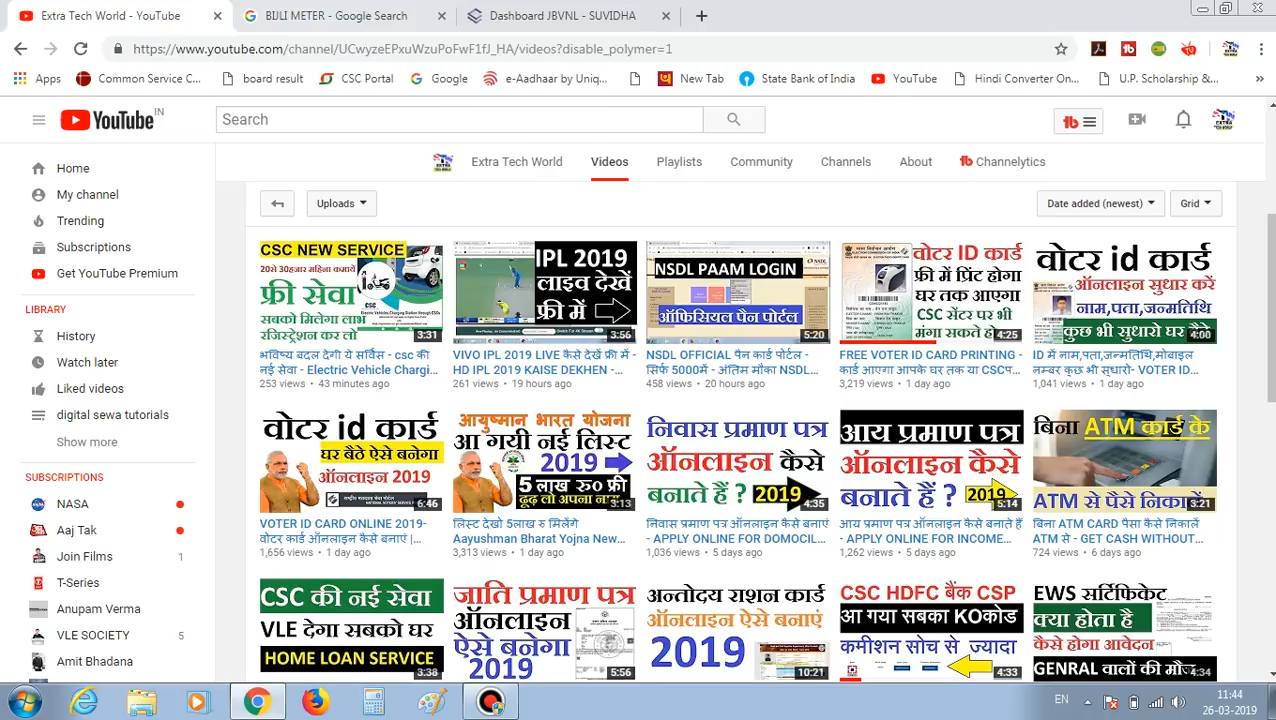 Extra Tech World - YouTube
BIJLI METER - Google Search
Dashboard JBVNL - SUVIDHA
https://www.youtube.com/channel/UCwyzeEPxuWzuPoFwF1fJ_HA/videos?disable_polymer=1
Apps
Common Service C...
board result
CSC Portal
Google
e-Aadhaar by Uniq...
New Tab
State Bank of India
YouTube
Hindi Converter On...
U.P. Scholarship &...
YouTube IN
Search
Home
My channel
Trending
Subscriptions
Get YouTube Premium
LIBRARY
History
Watch later
Liked videos
digital sewa tutorials
Show more
SUBSCRIPTIONS
NASA
Aaj Tak
Join Films 1
T-Series
Anupam Verma
VLE SOCIETY 5
Amit Bhadana
Extra Tech World
Videos
Playlists
Community
Channels
About
Channelytics
Uploads
Date added (newest)
Grid
CSC NEW SERVICE
20से 30हजार महिना कमाये
फ्री सेवा
सबको मिलेगा लाभ
रजिस्ट्रेशन करे
3:31
भविष्य बदल देगी ये सर्विस - csc की
नई सेवा - Electric Vehicle Chargi...
253 views • 43 minutes ago
IPL 2019
लाइव देखें
फ्री में
3:56
VIVO IPL 2019 LIVE कैसे देखें फ्री में -
HD IPL 2019 KAISE DEKHEN -...
261 views • 19 hours ago
NSDL PAAM LOGIN
ऑफिसियल पैन पोर्टल
5:20
NSDL OFFICIAL पैन कार्ड पोर्टल -
सिर्फ 5000में - अंतिम मौका NSDL...
458 views • 20 hours ago
वोटर ID कार्ड
फ्री में प्रिंट होगा
घर तक आएगा
CSC सेंटर पर भी
मंगा सकते हो
4:25
FREE VOTER ID CARD PRINTING -
कार्ड आएगा आपके घर तक या CSCप...
3,219 views • 1 day ago
वोटर id कार्ड
ऑनलाइन सुधार करें
नाम,पता,जन्मतिथि
कुछ भी सुधारो घर बैठे
4:00
ID में नाम,पता,जन्मतिथि,मोबाइल
नम्बर कुछ भी सुधारो- VOTER ID...
1,041 views • 1 day ago
वोटर id कार्ड
घर बैठे ऐसे बनेगा
ऑनलाइन 2019
6:46
VOTER ID CARD ONLINE 2019-
वोटर कार्ड ऑनलाइन कैसे बनाएं |...
1,656 views • 1 day ago
आयुष्मान भारत योजना
आ गयी नई लिस्ट
2019
5 लाख रु० फ्री
ढूढ़ लो अपना
3:13
लिस्ट देखो 5लाख रु मिलेंगे
Aayushman Bharat Yojna New...
3,313 views • 1 day ago
निवास प्रमाण पत्र
ऑनलाइन कैसे
बनाते हैं ? 2019
4:35
निवास प्रमाण पत्र ऑनलाइन कैसे बनाएं
- APPLY ONLINE FOR DOMOCIL...
1,036 views • 5 days ago
आय प्रमाण पत्र
ऑनलाइन कैसे
बनाते हैं ? 2019
5:14
आय प्रमाण पत्र ऑनलाइन कैसे बनाते हैं
- APPLY ONLINE FOR INCOME...
1,262 views • 5 days ago
बिना ATM कार्ड के
ATM से पैसे निकालें
3:21
बिना ATM CARD पैसा कैसे निकालें
ATM से - GET CASH WITHOUT...
724 views • 6 days ago
CSC की नई सेवा
VLE देगा सबको घर
HOME LOAN SERVICE
3:38
जाति प्रमाण पत्र
ऑनलाइन
ऐसे बनेगा
2019
5:56
अन्तोदय राशन कार्ड
ऑनलाइन ऐसे बनाएं
2019
10:21
CSC HDFC बैंक CSP
आ गया सबका KOकोड
कमीशन सोच से ज्यादा
4:33
EWS सर्टिफिकेट
क्या होता है
कैसे होगा आवेदन
GENRAL वालों की मौज
4:34
EN
11:44
26-03-2019